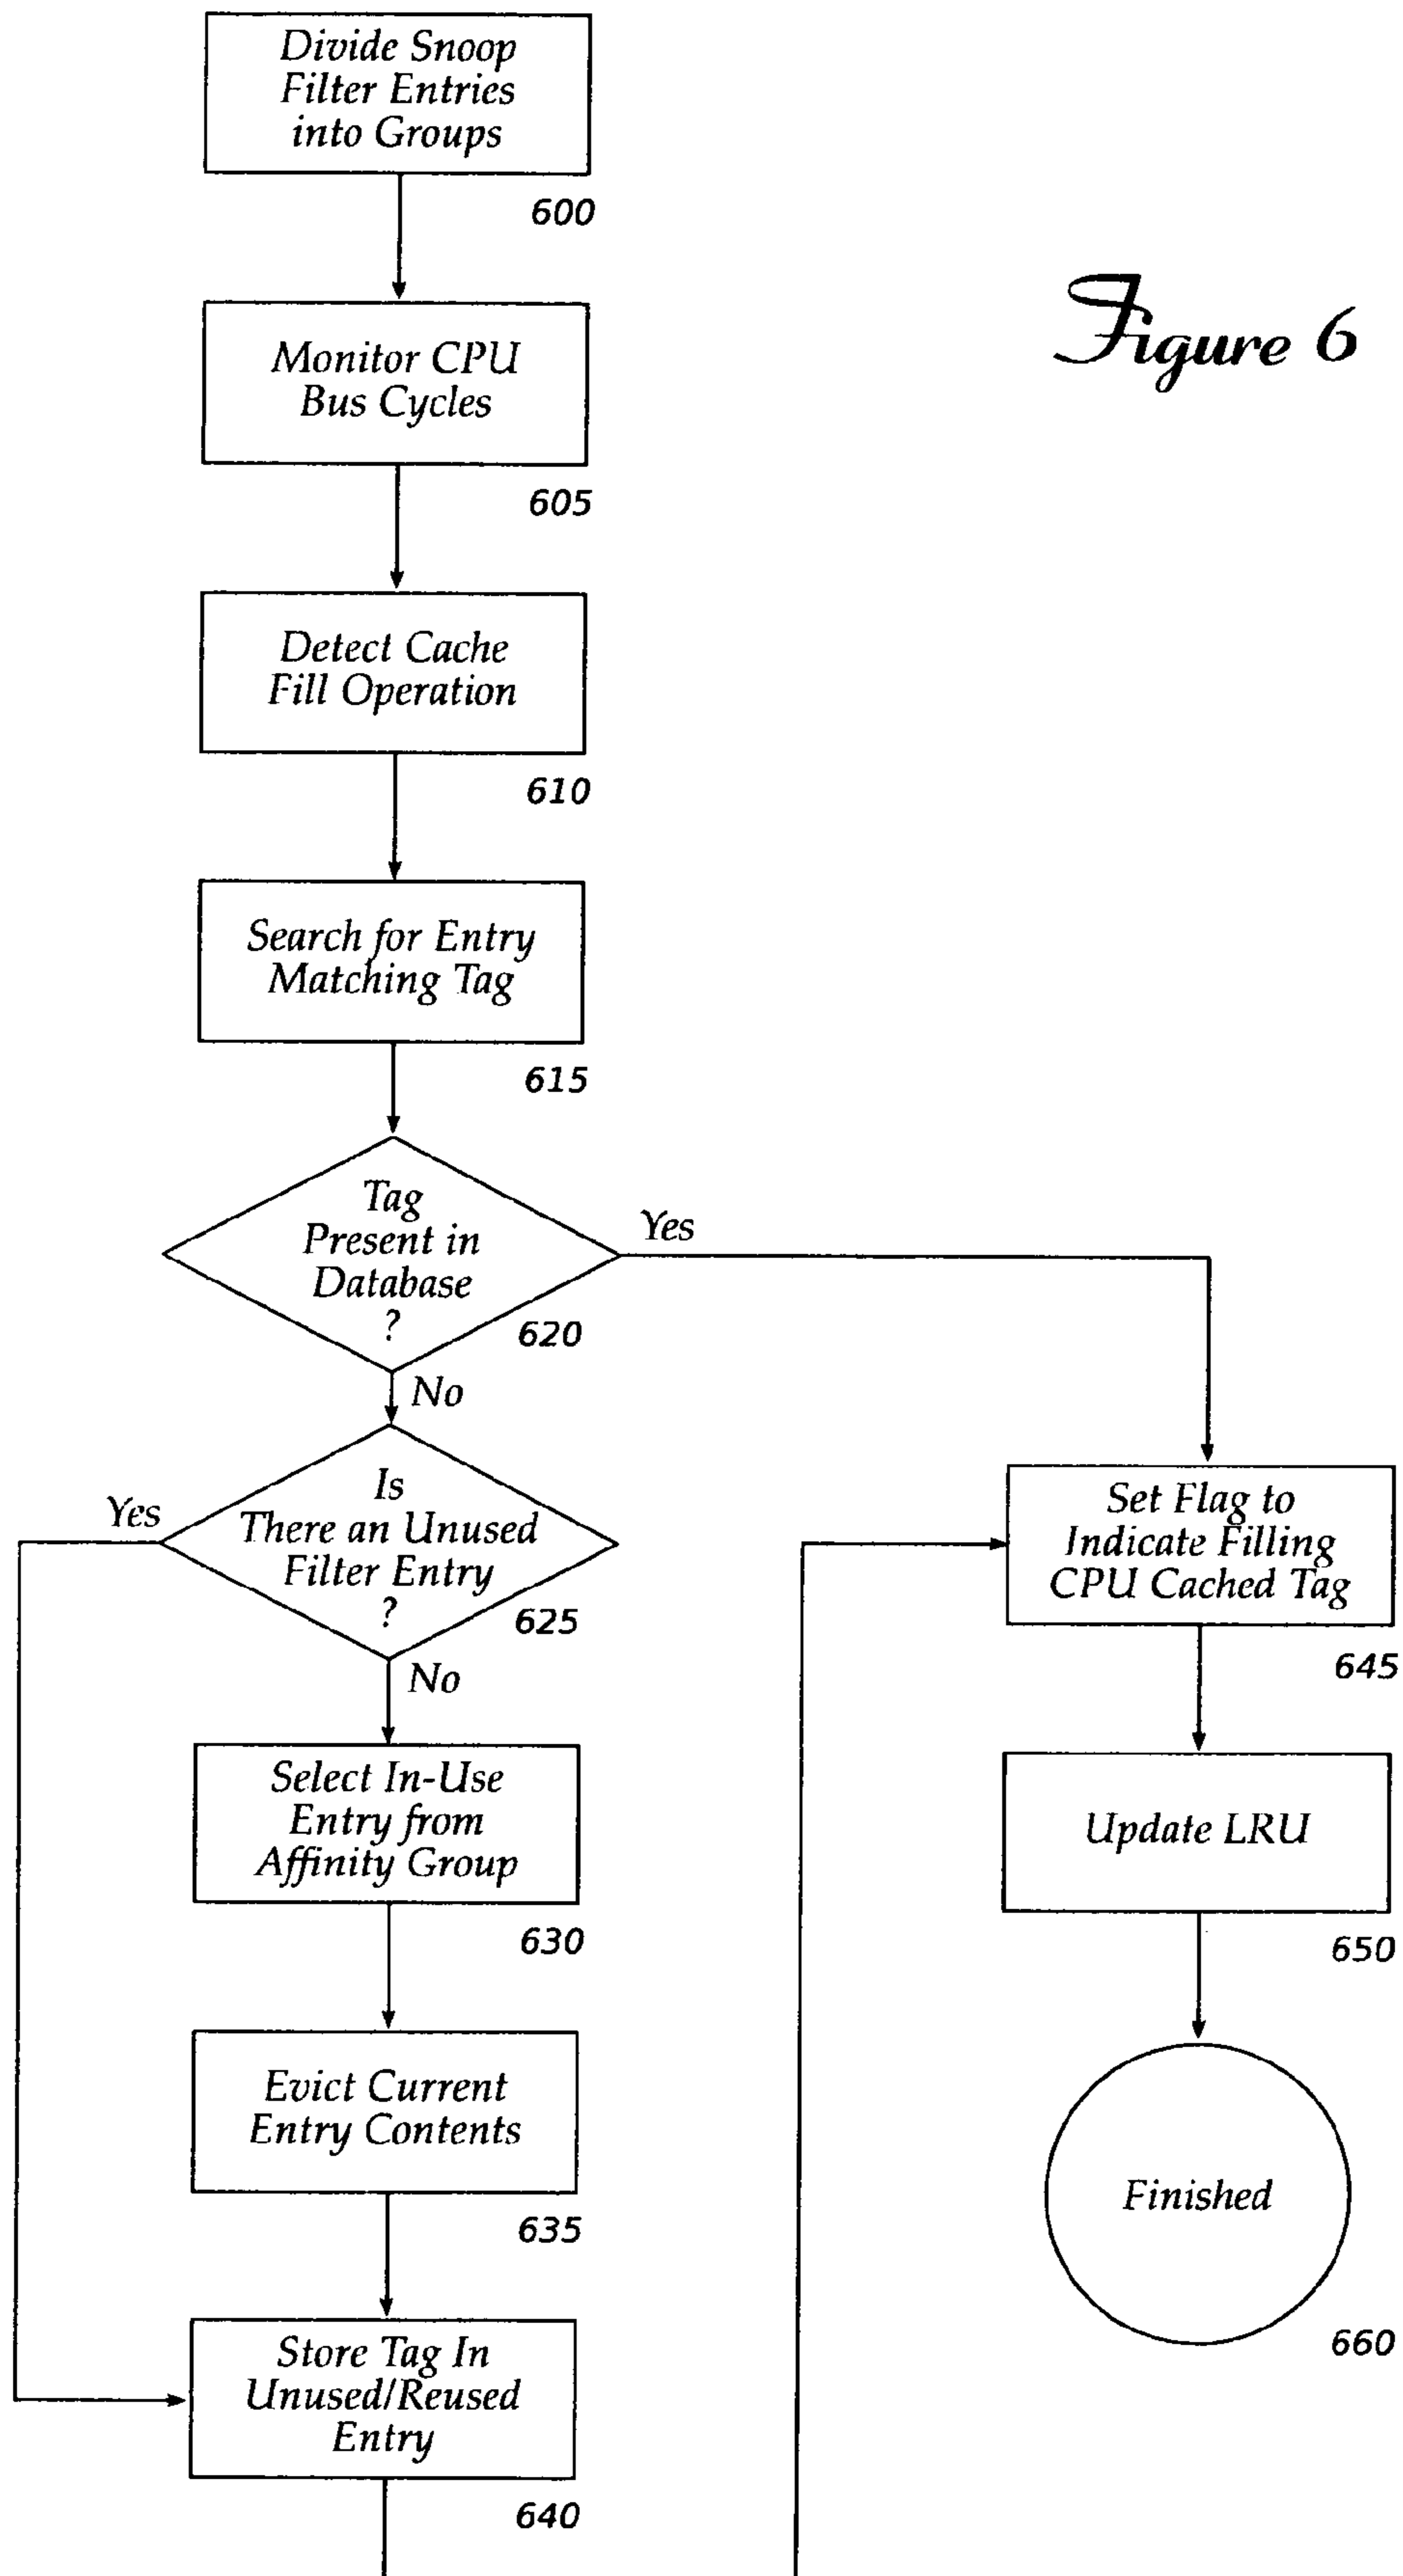 Divide Snoop
Filter Entries
into Groups
600
Figure 6
Monitor CPU
Bus Cycles
605
Detect Cache
Fill Operation
610
Search for Entry
Matching Tag
615
Tag
Present in
Database
?
620
Yes
No
Is
There an Unused
Filter Entry
?
625
Yes
No
Select In-Use
Entry from
Affinity Group
630
Evict Current
Entry Contents
635
Store Tag In
Unused/Reused
Entry
640
Set Flag to
Indicate Filling
CPU Cached Tag
645
Update LRU
650
Finished
660